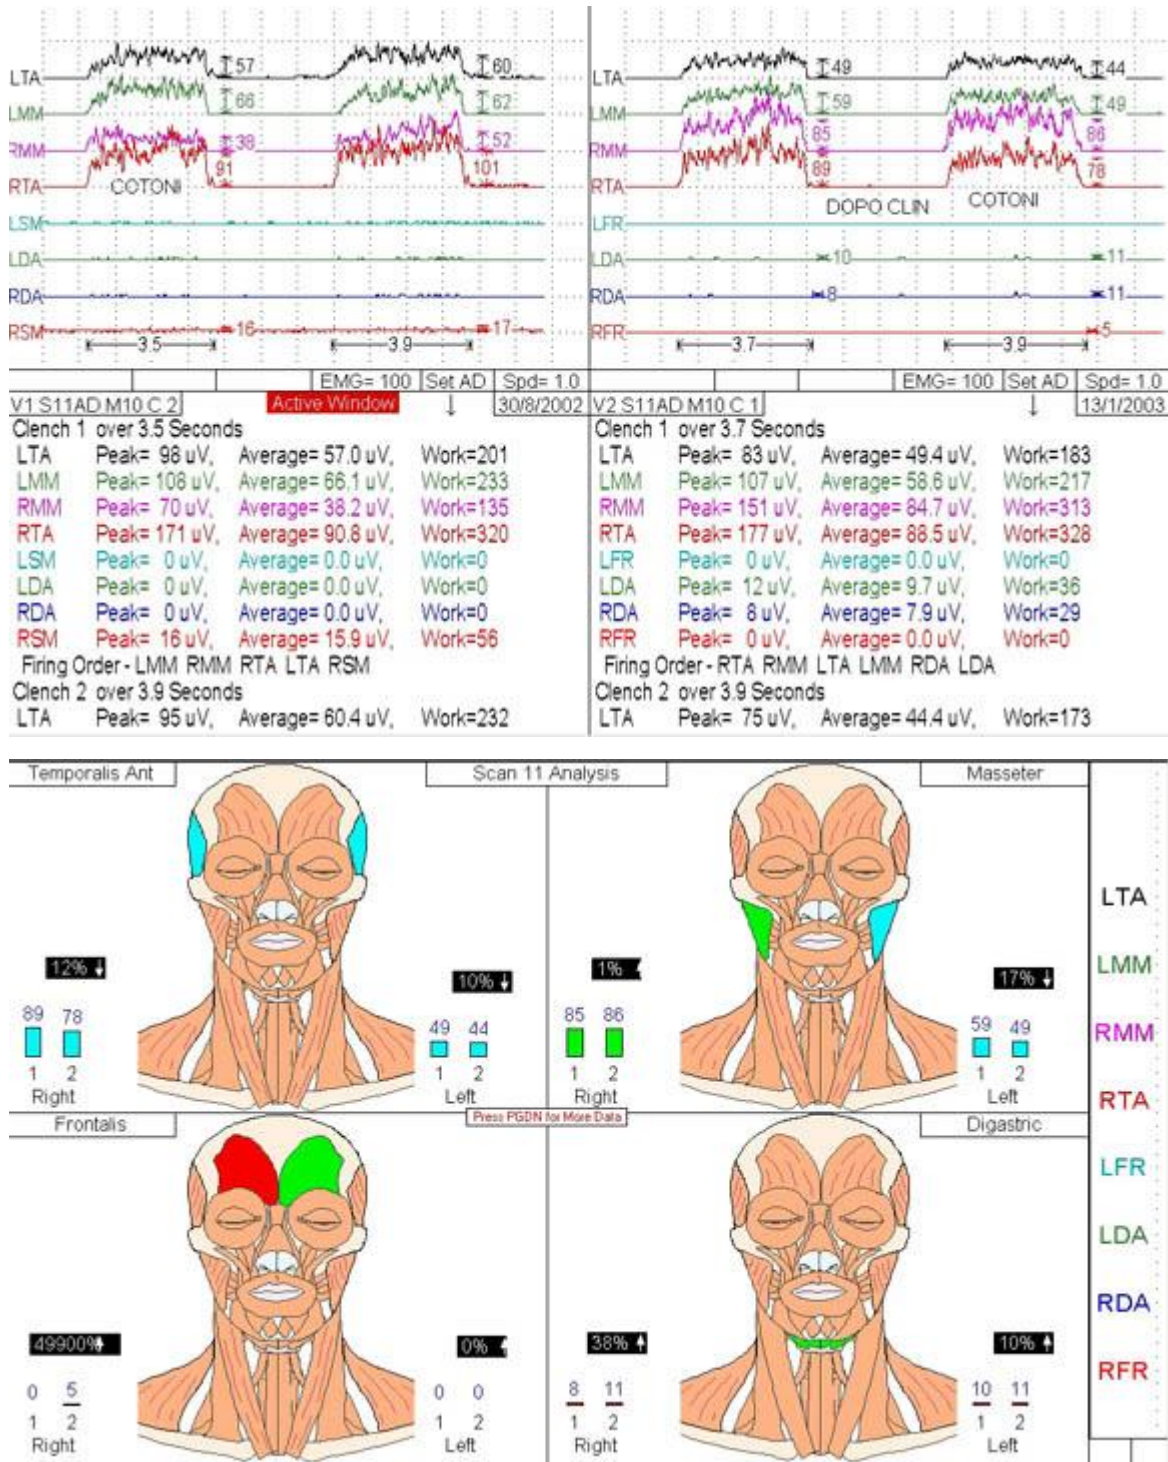 LTA 57 60
LMM 66 62
RMM 38 52
RTA 91 101
COTONI
LSM
LDA
RDA
RSM 16 17
3.5 3.9
EMG= 100 Set AD Spd= 1.0
V1 S11AD M10 C 2 Active Window ↓ 30/8/2002
Clench 1 over 3.5 Seconds
LTA Peak= 98 uV, Average= 57.0 uV, Work=201
LMM Peak= 108 uV, Average= 66.1 uV, Work=233
RMM Peak= 70 uV, Average= 38.2 uV, Work=135
RTA Peak= 171 uV, Average= 90.8 uV, Work=320
LSM Peak= 0 uV, Average= 0.0 uV, Work=0
LDA Peak= 0 uV, Average= 0.0 uV, Work=0
RDA Peak= 0 uV, Average= 0.0 uV, Work=0
RSM Peak= 16 uV, Average= 15.9 uV, Work=56
Firing Order - LMM RMM RTA LTA RSM
Clench 2 over 3.9 Seconds
LTA Peak= 95 uV, Average= 60.4 uV, Work=232
LTA 49 44
LMM 59 49
RMM 85 86
RTA 89 78
DOPO CLIN COTONI
LFR
LDA 10 11
RDA 8 11
RFR 5
3.7 3.9
EMG= 100 Set AD Spd= 1.0
V2 S11AD M10 C 1 ↓ 13/1/2003
Clench 1 over 3.7 Seconds
LTA Peak= 83 uV, Average= 49.4 uV, Work=183
LMM Peak= 107 uV, Average= 58.6 uV, Work=217
RMM Peak= 151 uV, Average= 84.7 uV, Work=313
RTA Peak= 177 uV, Average= 88.5 uV, Work=328
LFR Peak= 0 uV, Average= 0.0 uV, Work=0
LDA Peak= 12 uV, Average= 9.7 uV, Work=36
RDA Peak= 8 uV, Average= 7.9 uV, Work=29
RFR Peak= 0 uV, Average= 0.0 uV, Work=0
Firing Order - RTA RMM LTA LMM RDA LDA
Clench 2 over 3.9 Seconds
LTA Peak= 75 uV, Average= 44.4 uV, Work=173
Temporalis Ant Scan 11 Analysis Masseter
12% ↓ 10% ↓ 1% 17% ↓
89 78 49 44 85 86 59 49
1 2 1 2 1 2 1 2
Right Left Right Left
Press PGDN for More Data
Frontalis Digastric
49900% ↑ 0% 38% ↑ 10% ↑
0 5 0 0 8 11 10 11
1 2 1 2 1 2 1 2
Right Left Right Left
LTA
LMM
RMM
RTA
LFR
LDA
RDA
RFR